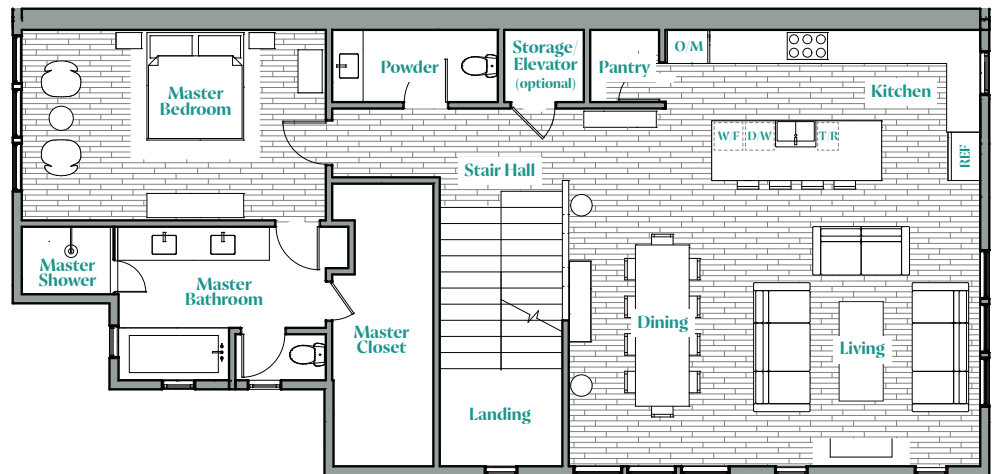 Master
Bedroom
Powder
Storage/
Elevator
(optional)
Pantry
O/M
Kitchen
W/F
D/W
T/R
REF
Stair Hall
Master
Shower
Master
Bathroom
Master
Closet
Landing
Dining
Living